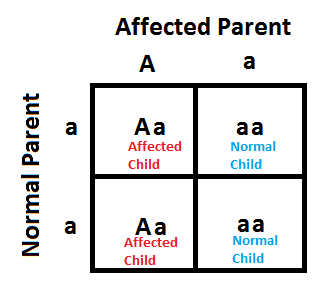 Affected Parent
A a
Normal Parent
a
Aa
Affected
Child
aa
Normal
Child
a
Aa
Affected
Child
aa
Normal
Child